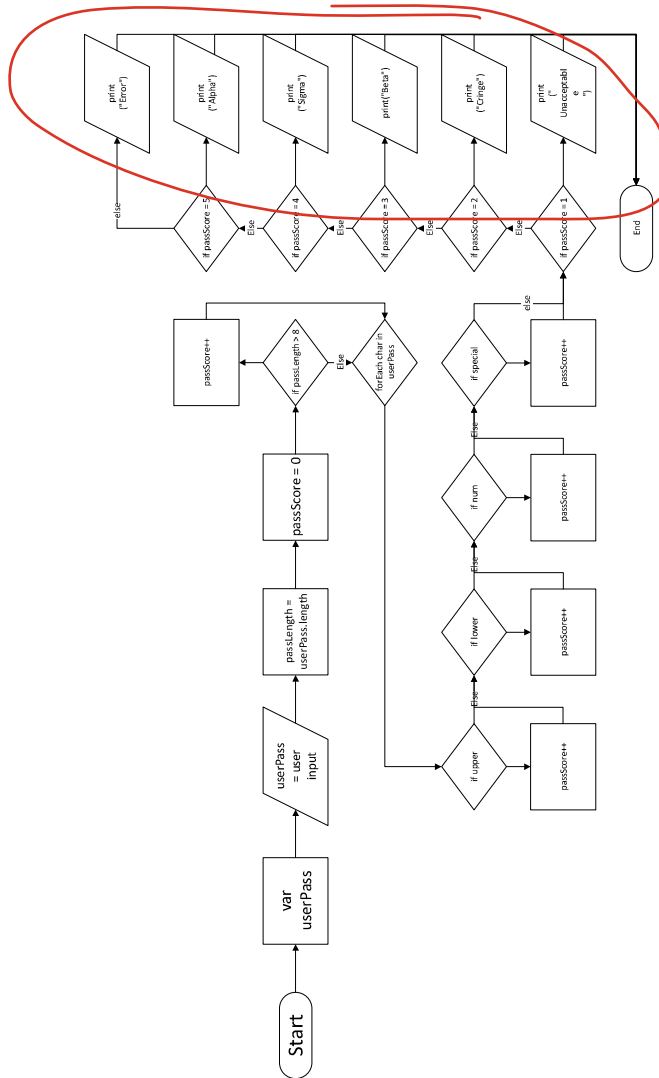 Start
var
userPass
userPass
= user
input
passLength =
userPass.length
passScore = 0
if passLength > 8
passScore++
Else
forEach char in
userPass
if upper
passScore++
Else
if lower
passScore++
Else
if num
passScore++
Else
if special
passScore++
else
if passScore = 1
print
("
Unacceptabl
e
")
Else
if passScore = 2
print
("Cringe")
Else
if passScore = 3
print("Beta")
Else
if passScore = 4
print
("Sigma")
Else
if passScore = 5
print
("Alpha")
else
print
("Error")
End